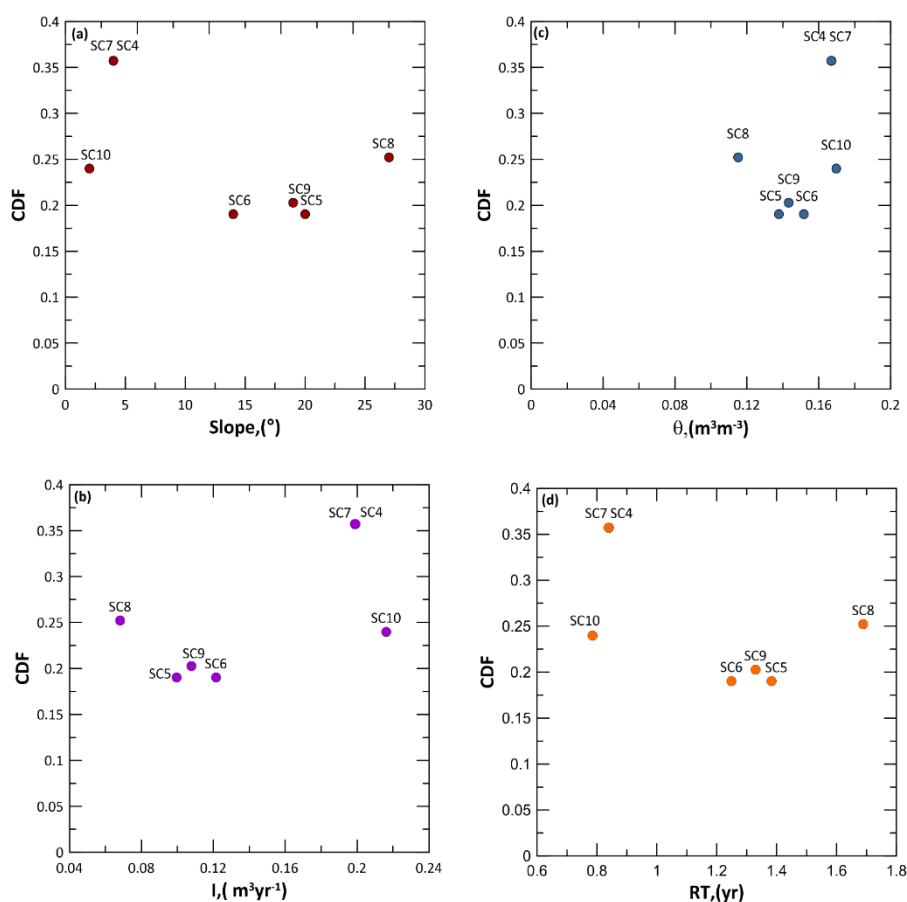 (a)
0.4
0.35
0.3
0.25
0.2
0.15
0.1
0.05
0
CDF
SC7 SC4
SC10
SC6
SC9
SC5
SC8
0 5 10 15 20 25 30
Slope,(°)
(c)
0.4
0.35
0.3
0.25
0.2
0.15
0.1
0.05
0
CDF
SC4 SC7
SC8
SC10
SC9
SC5 SC6
0 0.04 0.08 0.12 0.16 0.2
θ,(m³m⁻³)
(b)
0.4
0.35
0.3
0.25
0.2
0.15
0.1
0.05
0
CDF
SC7 SC4
SC8
SC10
SC9
SC5
SC6
0.04 0.08 0.12 0.16 0.2 0.24
I,( m³yr⁻¹)
(d)
0.4
0.35
0.3
0.25
0.2
0.15
0.1
0.05
0
CDF
SC7 SC4
SC10
SC8
SC9
SC6 SC5
0.6 0.8 1 1.2 1.4 1.6 1.8
RT,(yr)